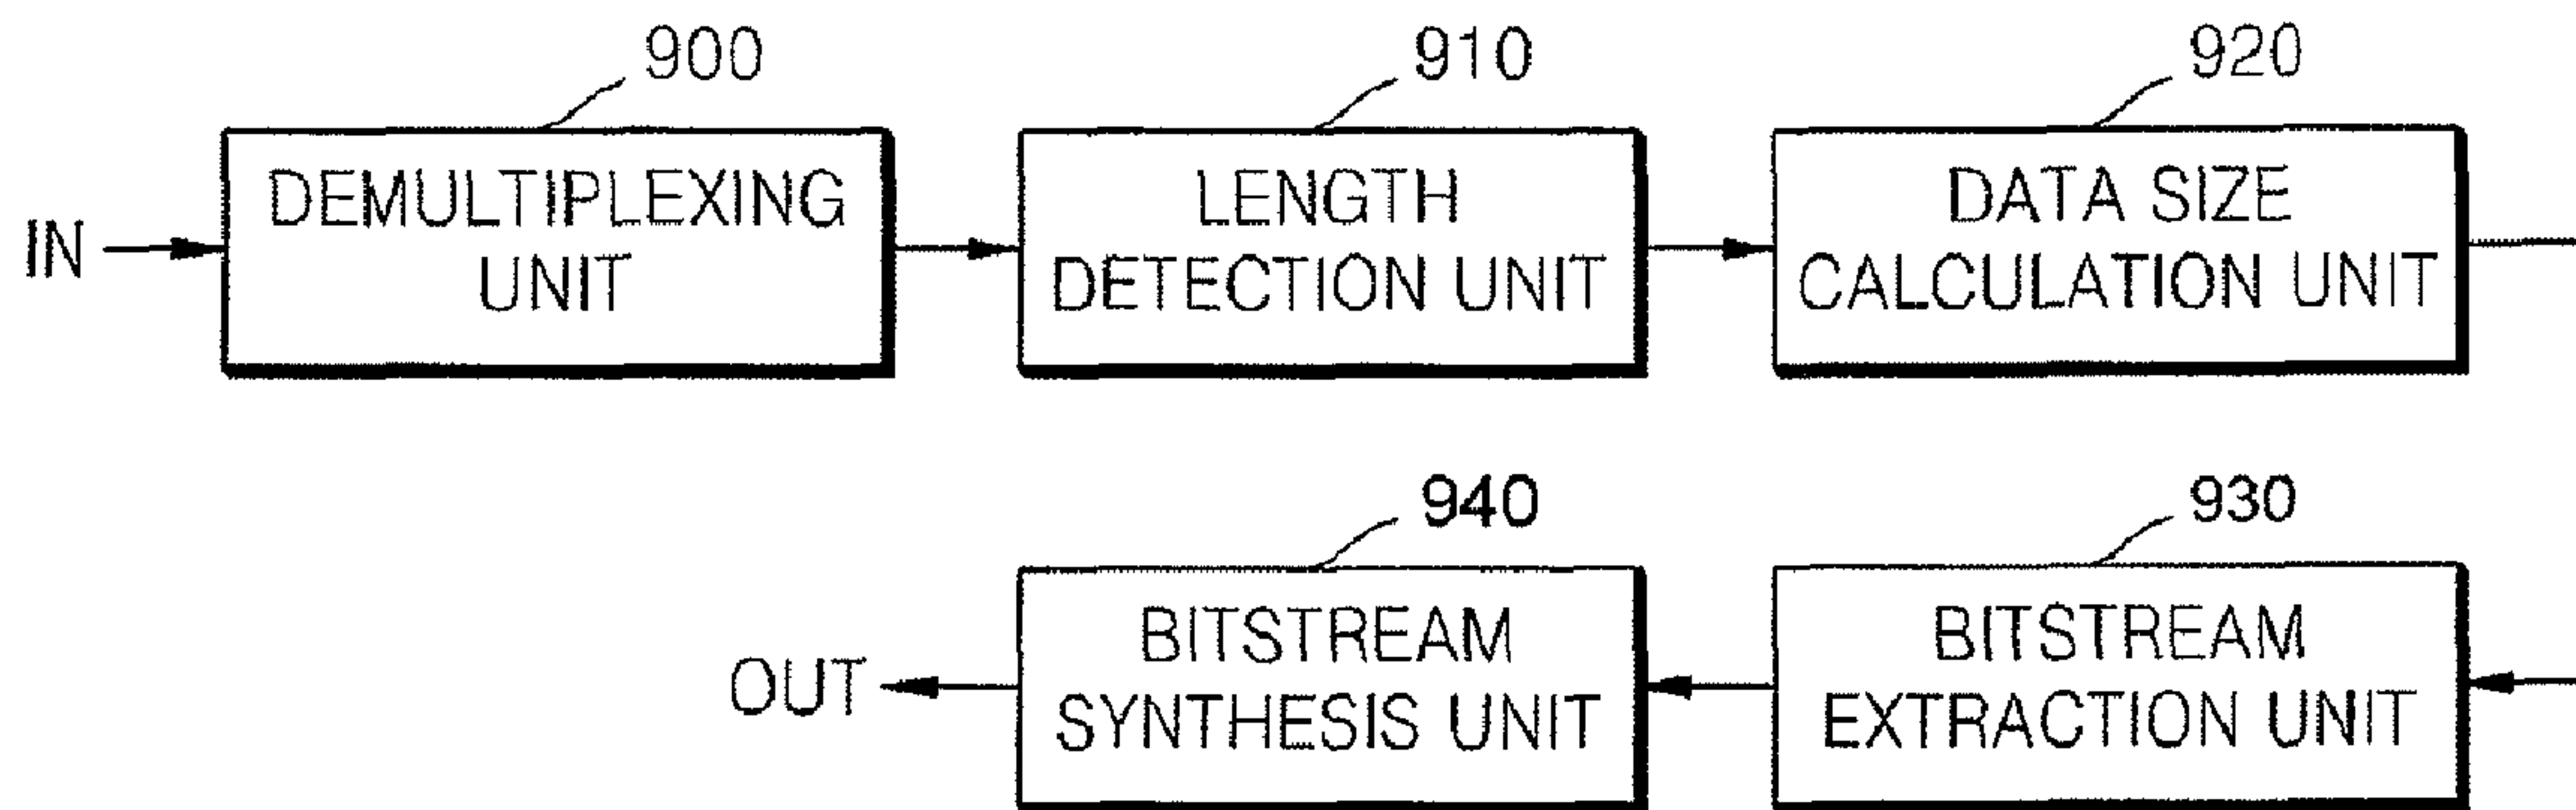 900
910
920
IN
DEMULTIPLEXING
UNIT
LENGTH
DETECTION UNIT
DATA SIZE
CALCULATION UNIT
940
930
OUT
BITSTREAM
SYNTHESIS UNIT
BITSTREAM
EXTRACTION UNIT